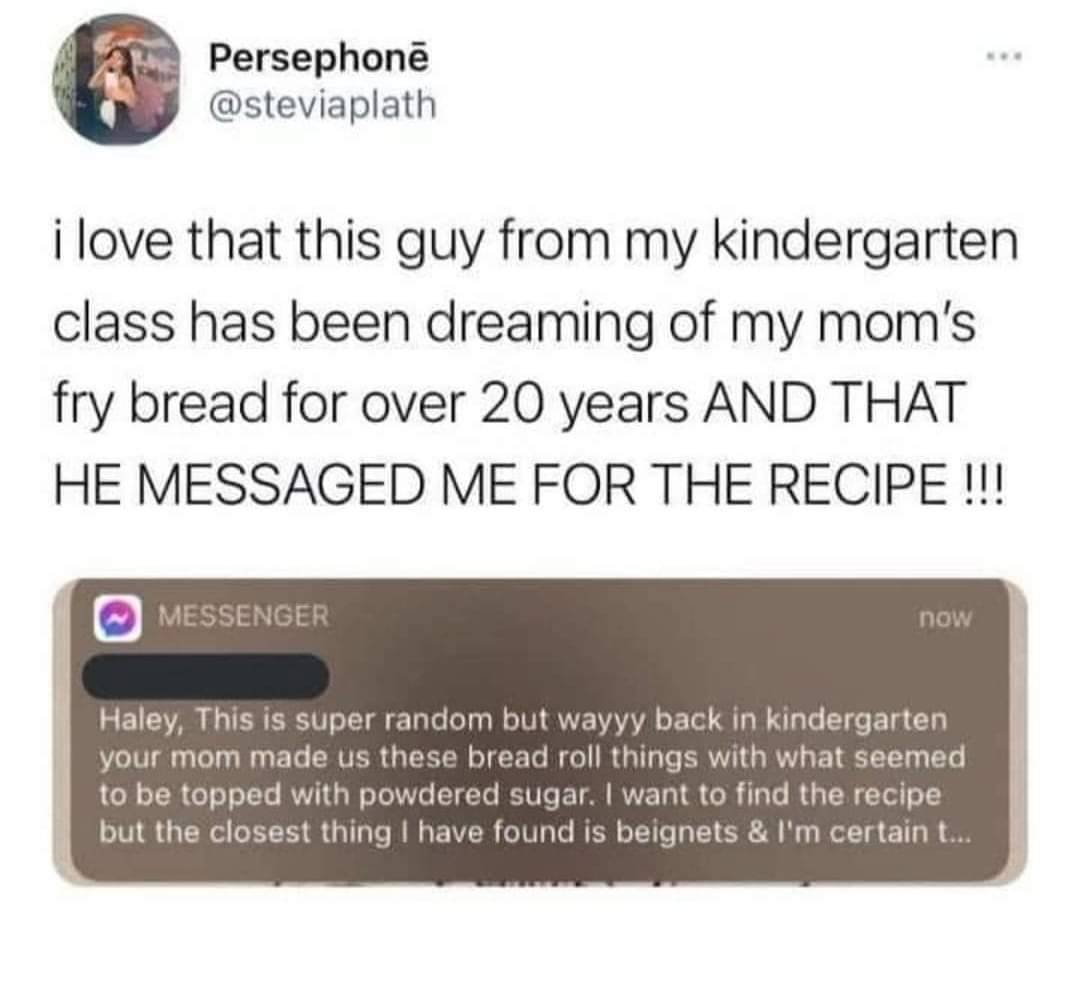 Persephonē
@steviaplath
i love that this guy from my kindergarten
class has been dreaming of my mom's
fry bread for over 20 years AND THAT
HE MESSAGED ME FOR THE RECIPE !!!
MESSENGER
now
Haley, This is super random but wayyy back in kindergarten
your mom made us these bread roll things with what seemed
to be topped with powdered sugar. I want to find the recipe
but the closest thing I have found is beignets & I'm certain t...